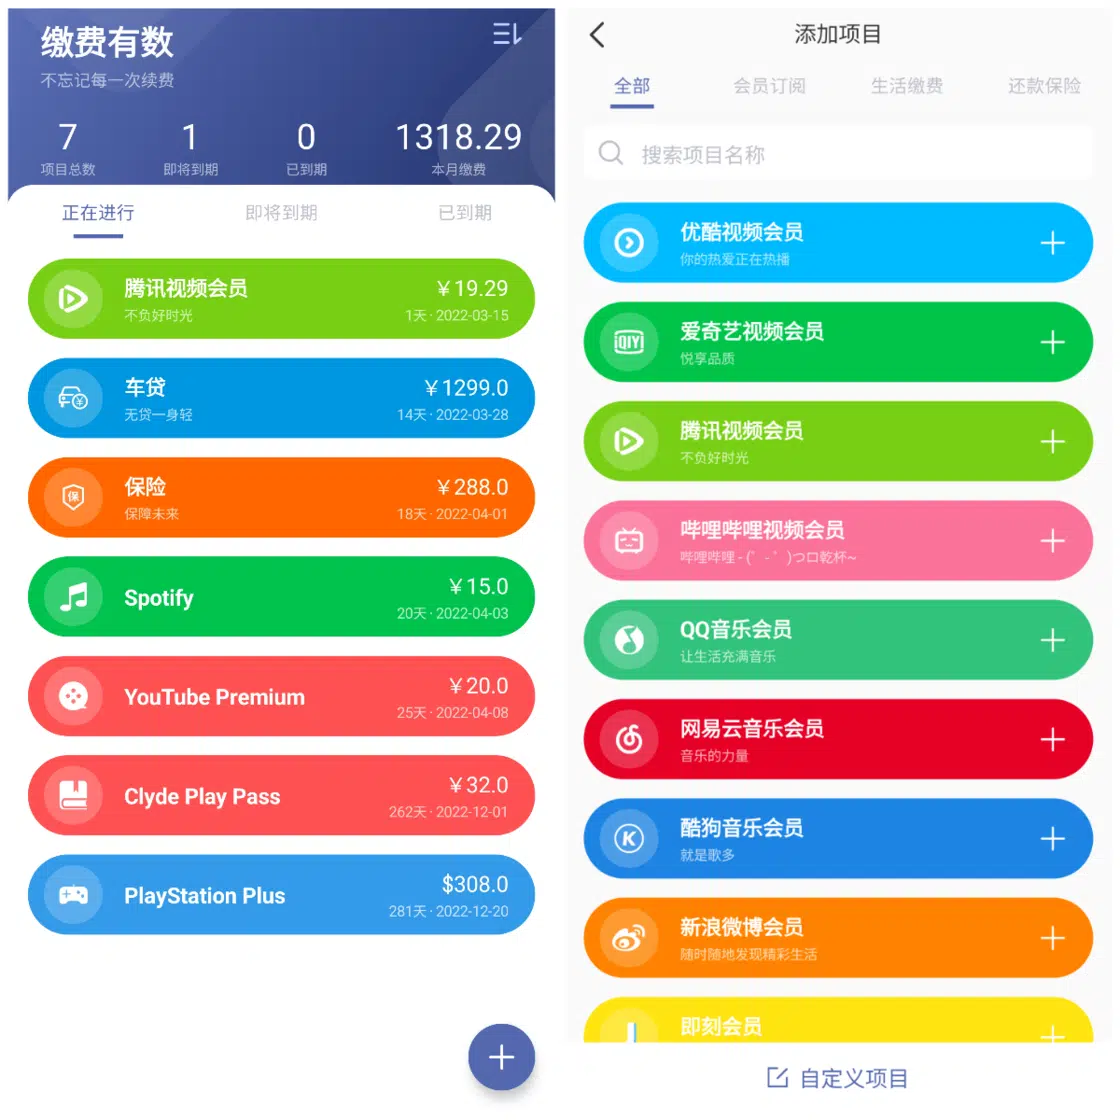 缴费有数
不忘记每一次续费
7
项目总数
1
即将到期
0
已到期
1318.29
本月缴费
正在进行
即将到期
已到期
腾讯视频会员
¥19.29
不负好时光
1天 · 2022-03-15
车贷
¥1299.0
无贷一身轻
14天 · 2022-03-28
保
保险
¥288.0
保障未来
18天 · 2022-04-01
Spotify
¥15.0
20天 · 2022-04-03
YouTube Premium
¥20.0
25天 · 2022-04-08
Clyde Play Pass
¥32.0
262天 · 2022-12-01
PlayStation Plus
$308.0
281天 · 2022-12-20
添加项目
全部
会员订阅
生活缴费
还款保险
搜索项目名称
优酷视频会员
你的热爱正在热播
iQIYI
爱奇艺视频会员
悦享品质
腾讯视频会员
不负好时光
哔哩哔哩视频会员
哔哩哔哩 - (゜-゜)つロ乾杯~
QQ音乐会员
让生活充满音乐
网易云音乐会员
音乐的力量
K
酷狗音乐会员
就是歌多
新浪微博会员
随时随地发现精彩生活
即刻会员
自定义项目